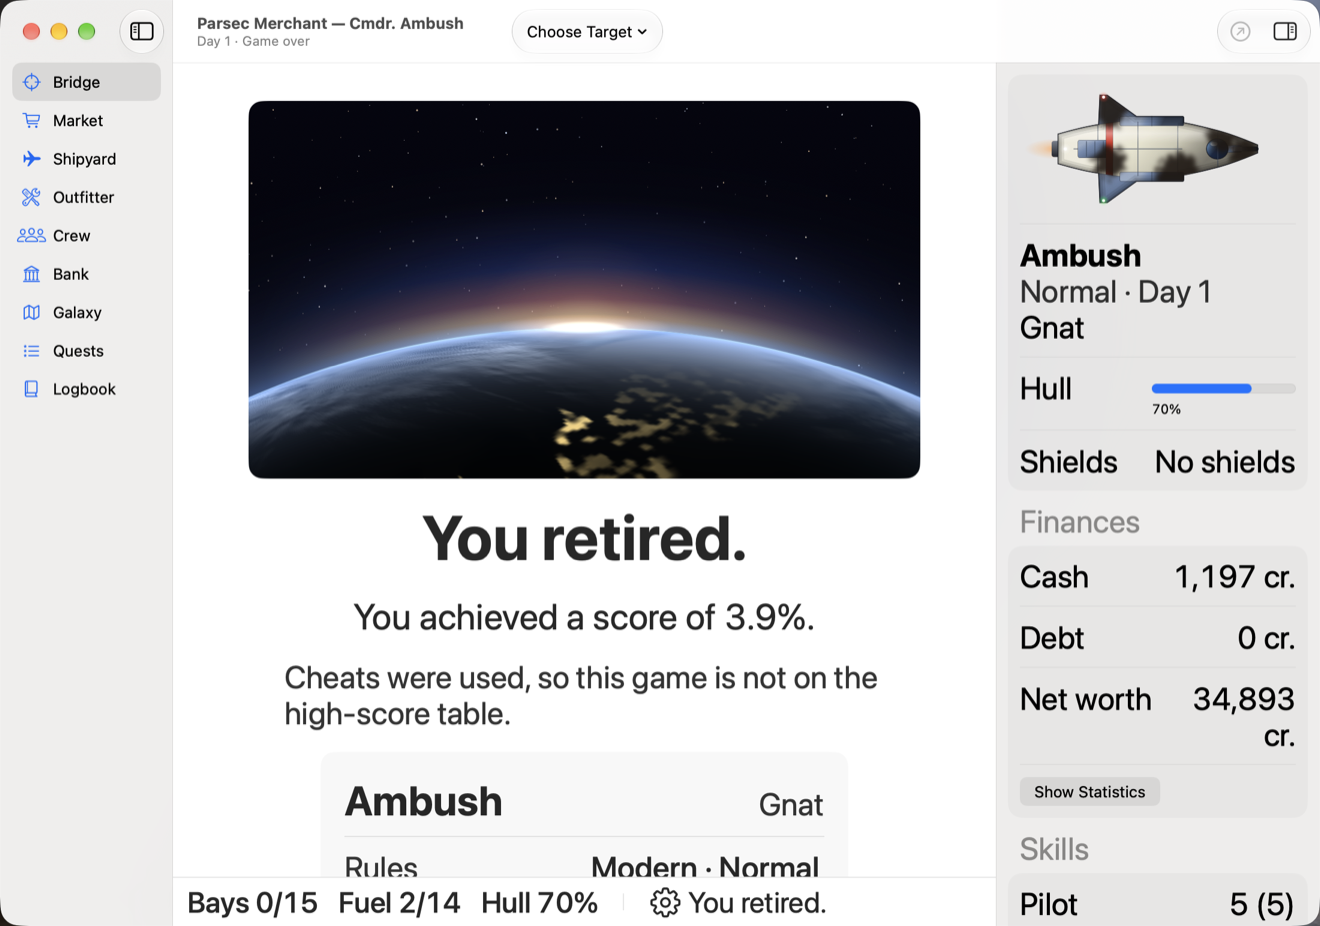 Parsec Merchant — Cmdr. Ambush
Day 1 · Game over
Choose Target
Bridge
Market
Shipyard
Outfitter
Crew
Bank
Galaxy
Quests
Logbook
You retired.
You achieved a score of 3.9%.
Cheats were used, so this game is not on the
high-score table.
Ambush Gnat
Rules Modern · Normal
Bays 0/15 Fuel 2/14 Hull 70% You retired.
Ambush
Normal · Day 1
Gnat
Hull
70%
Shields No shields
Finances
Cash 1,197 cr.
Debt 0 cr.
Net worth 34,893
cr.
Show Statistics
Skills
Pilot 5 (5)